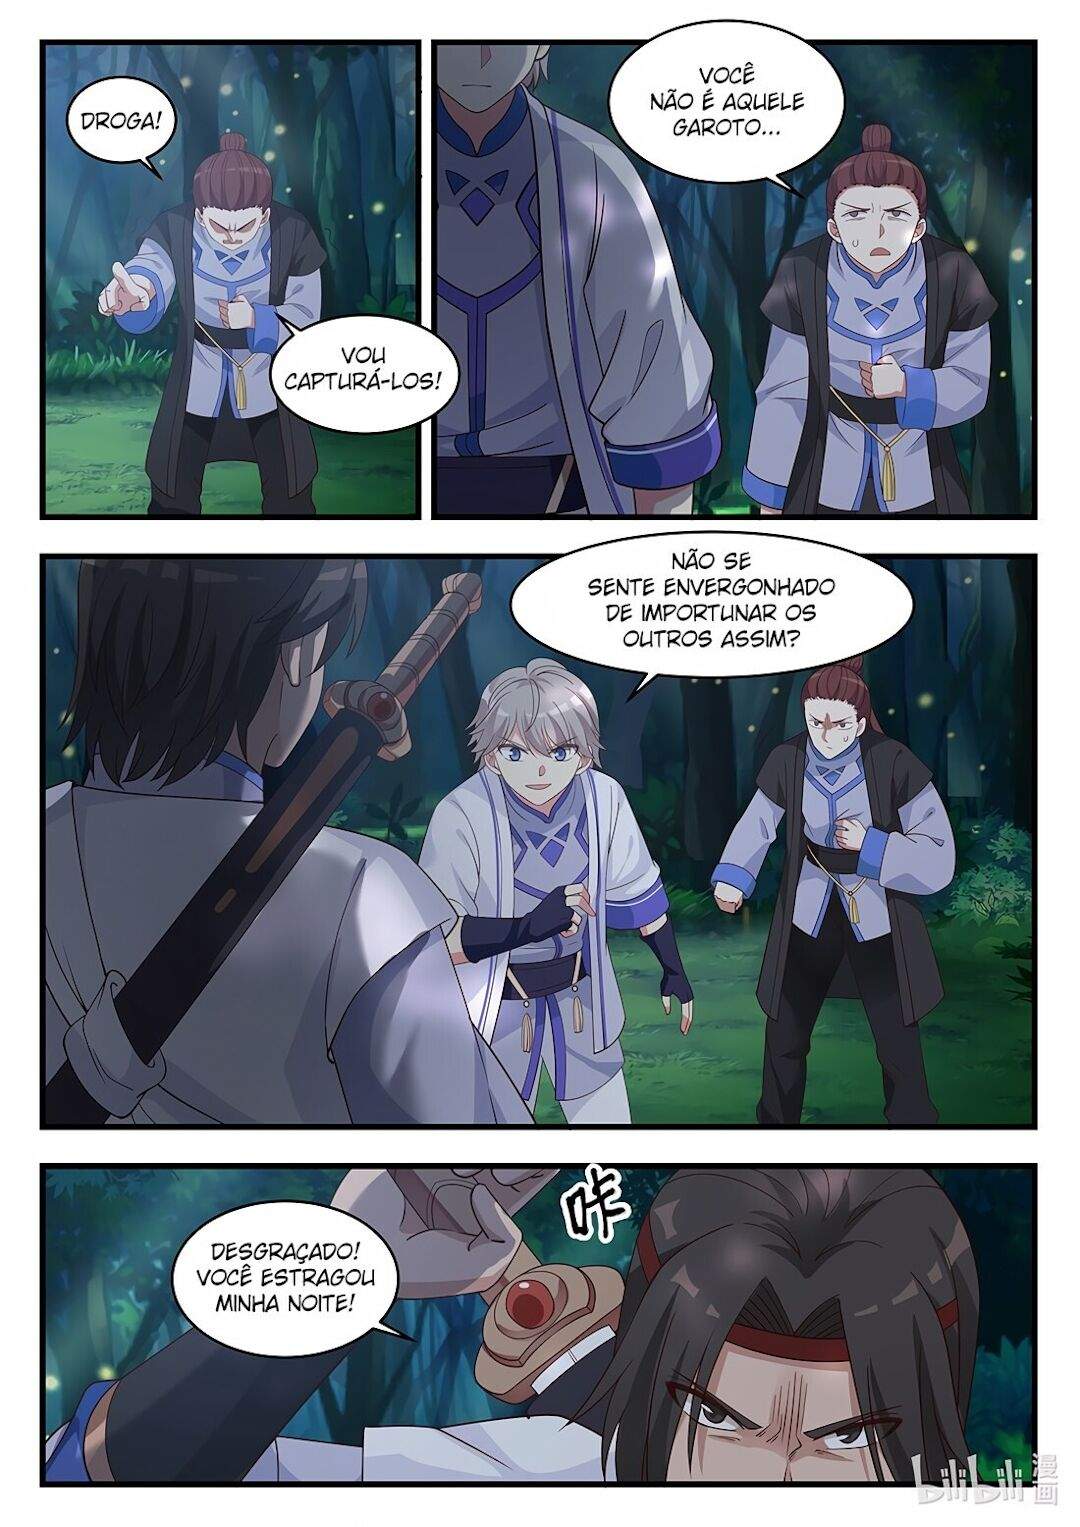 DROGA!
VOU
CAPTURÁ-LOS!
VOCÊ
NÃO É AQUELE
GAROTO...
NÃO SE
SENTE ENVERGONHADO
DE IMPORTUNAR OS
OUTROS ASSIM?
咔
DESGRAÇADO!
VOCÊ ESTRAGOU
MINHA NOITE!
bilibili 漫画